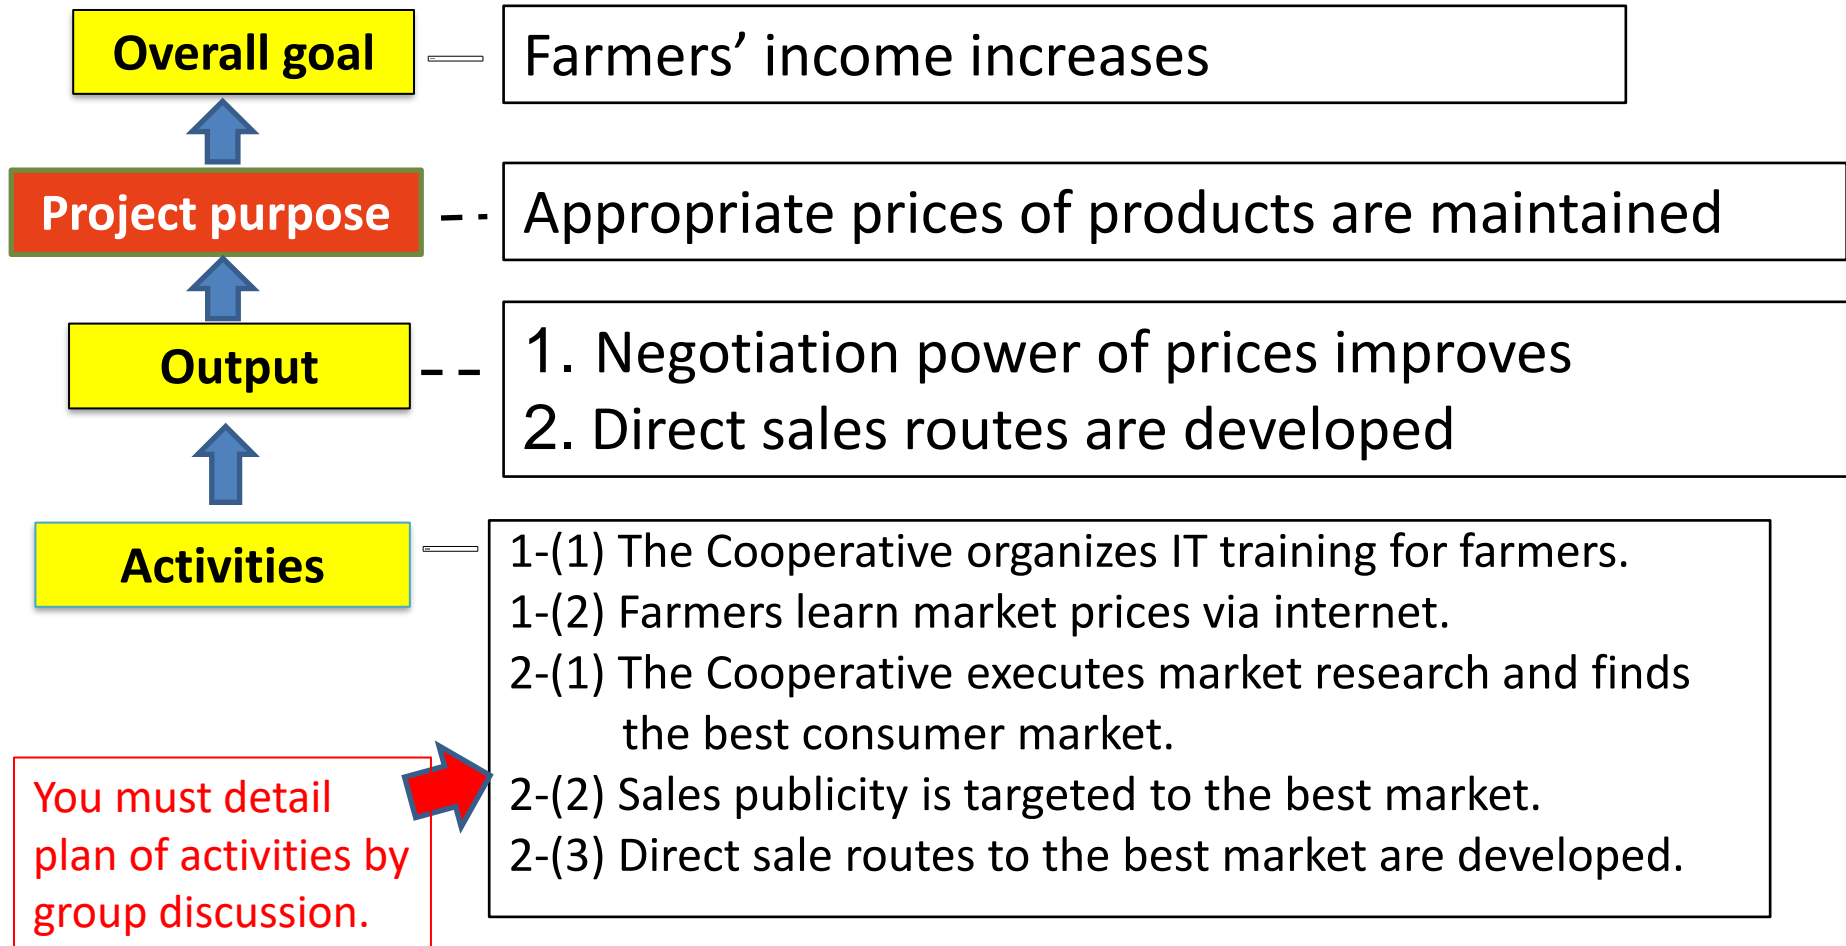 Overall goal
Farmers’ income increases
Project purpose
Appropriate prices of products are maintained
Output
1. Negotiation power of prices improves
2. Direct sales routes are developed
Activities
1-(1) The Cooperative organizes IT training for farmers.
1-(2) Farmers learn market prices via internet.
2-(1) The Cooperative executes market research and finds
the best consumer market.
2-(2) Sales publicity is targeted to the best market.
2-(3) Direct sale routes to the best market are developed.
You must detail
plan of activities by
group discussion.